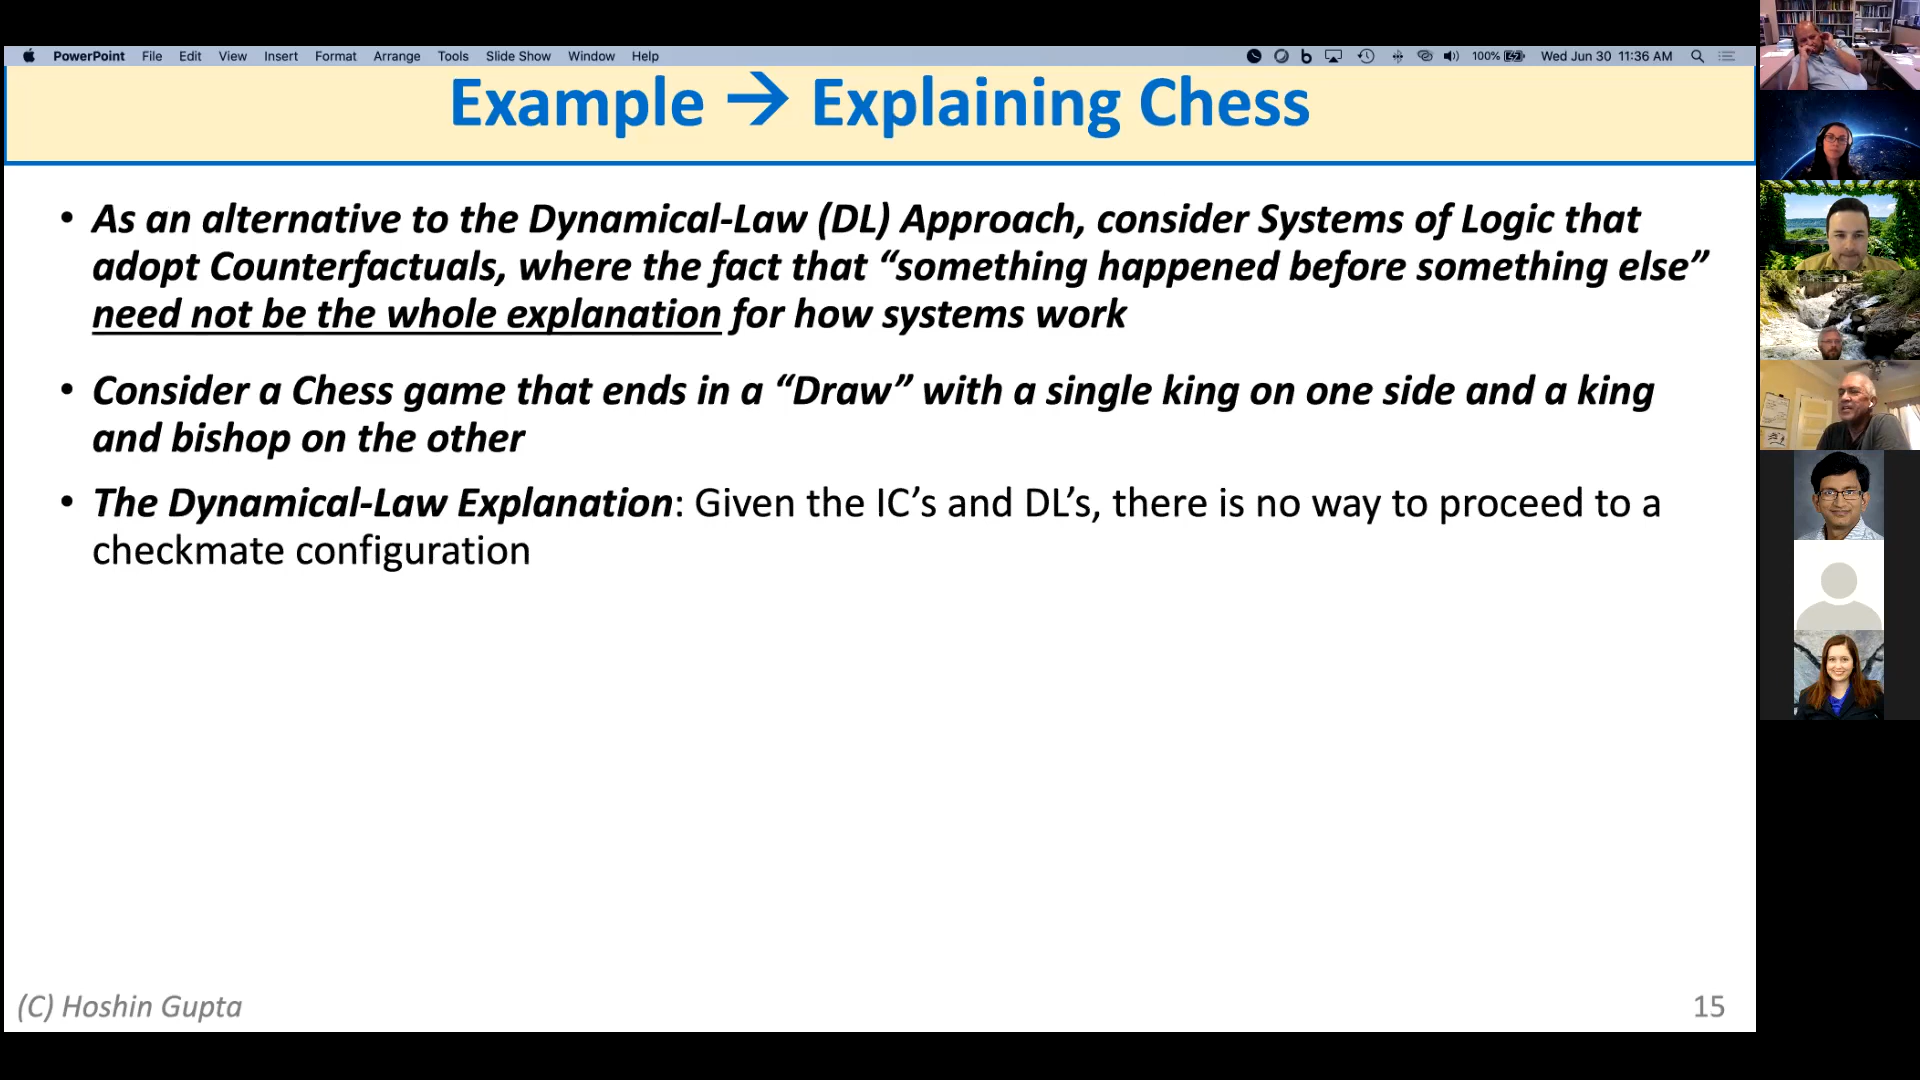 PowerPoint File Edit View Insert Format Arrange Tools Slide Show Window Help 100% Wed Jun 30 11:36 AM
Example → Explaining Chess
• As an alternative to the Dynamical-Law (DL) Approach, consider Systems of Logic that
adopt Counterfactuals, where the fact that “something happened before something else”
need not be the whole explanation for how systems work
• Consider a Chess game that ends in a “Draw” with a single king on one side and a king
and bishop on the other
• The Dynamical-Law Explanation: Given the IC’s and DL’s, there is no way to proceed to a
checkmate configuration
(C) Hoshin Gupta
15